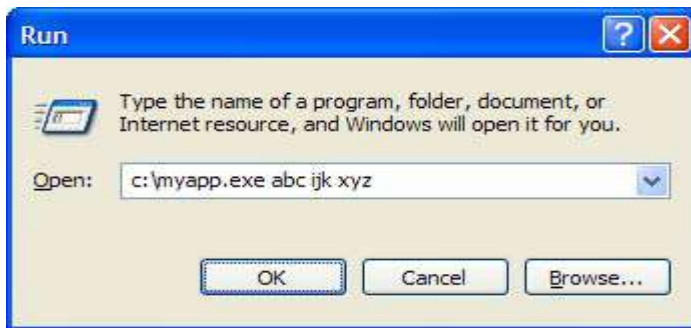 Run
Type the name of a program, folder, document, or
Internet resource, and Windows will open it for you.
Open: c:\myapp.exe abc ijk xyz
OK Cancel Browse...